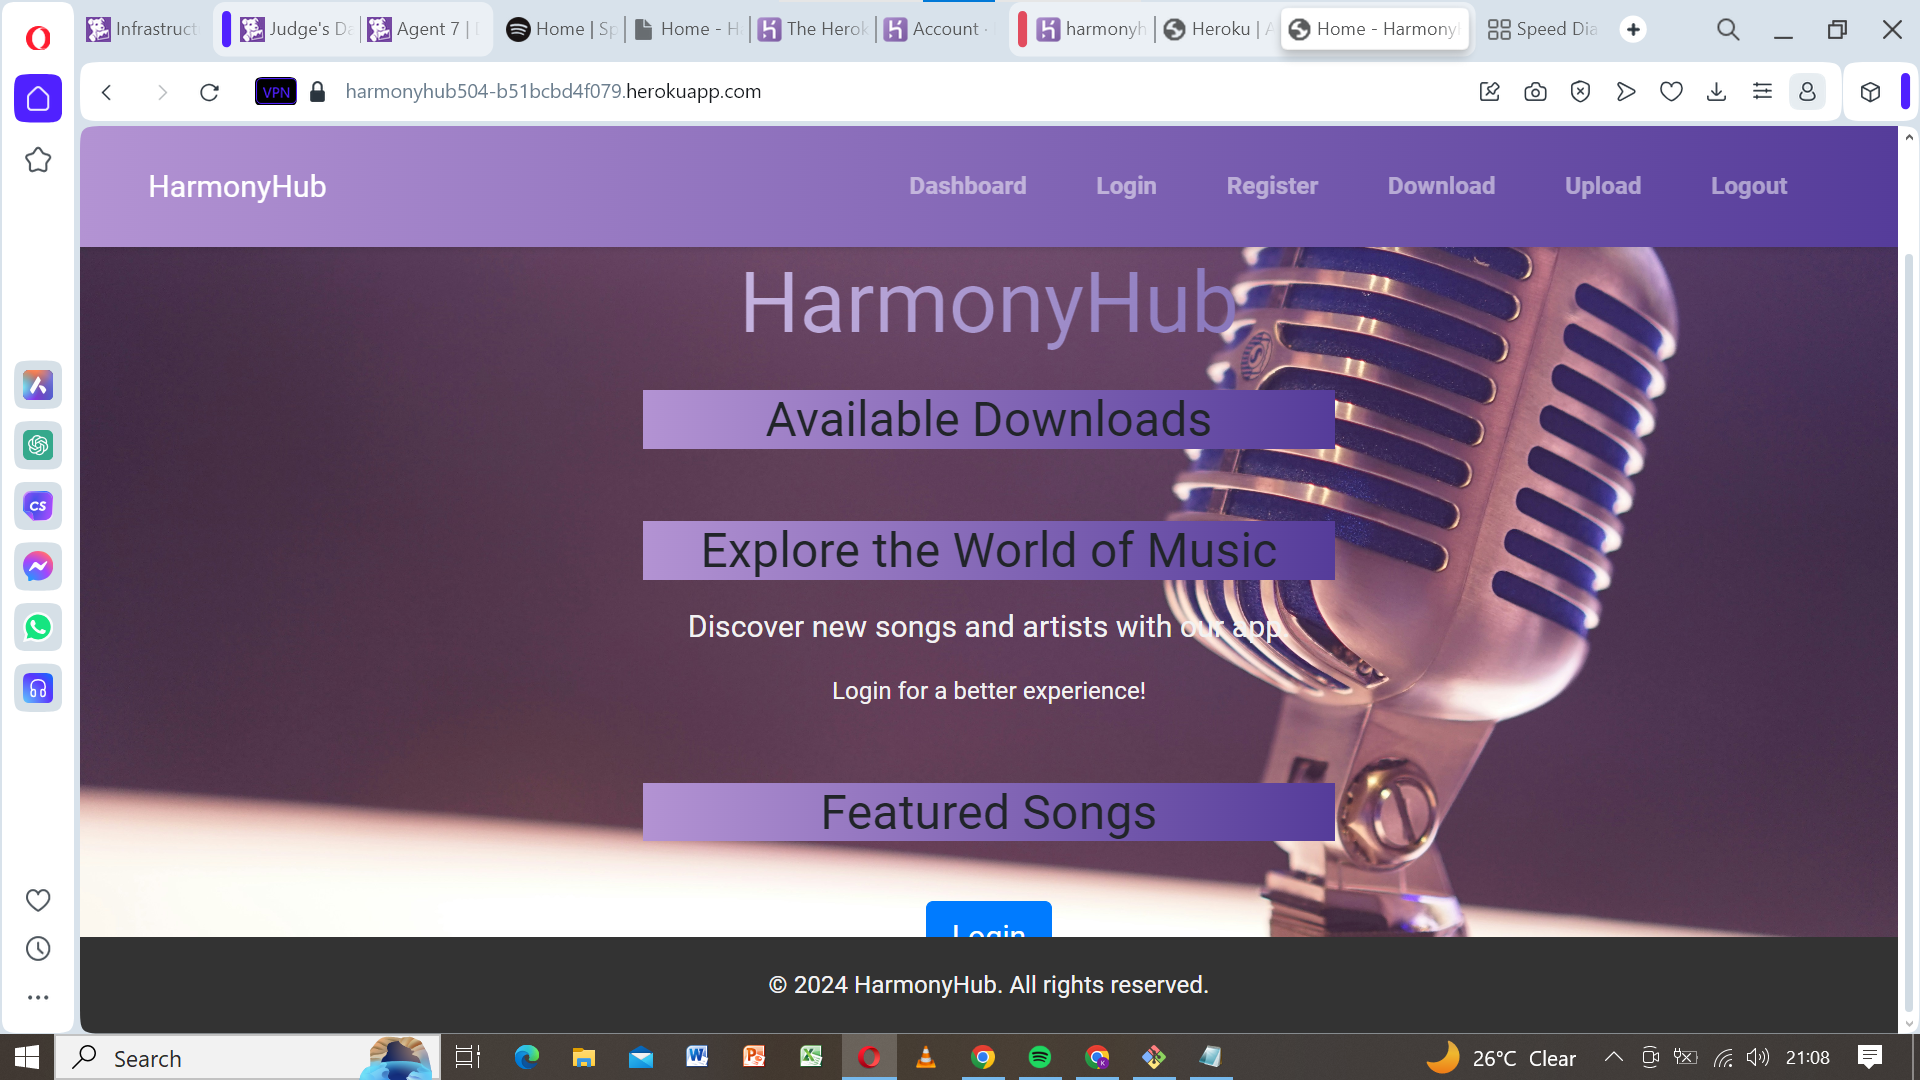 Infrastruct
Judge's Da
Agent 7 |
Home | Sp
Home - H
The Herok
Account ·
harmonyh
Heroku | A
Home - HarmonyH
Speed Dia
VPN
harmonyhub504-b51bcbd4f079.herokuapp.com
HarmonyHub
Dashboard
Login
Register
Download
Upload
Logout
HarmonyHub
Available Downloads
Explore the World of Music
Discover new songs and artists with our app.
Login for a better experience!
Featured Songs
Login
© 2024 HarmonyHub. All rights reserved.
CS
Search
26°C Clear
21:08